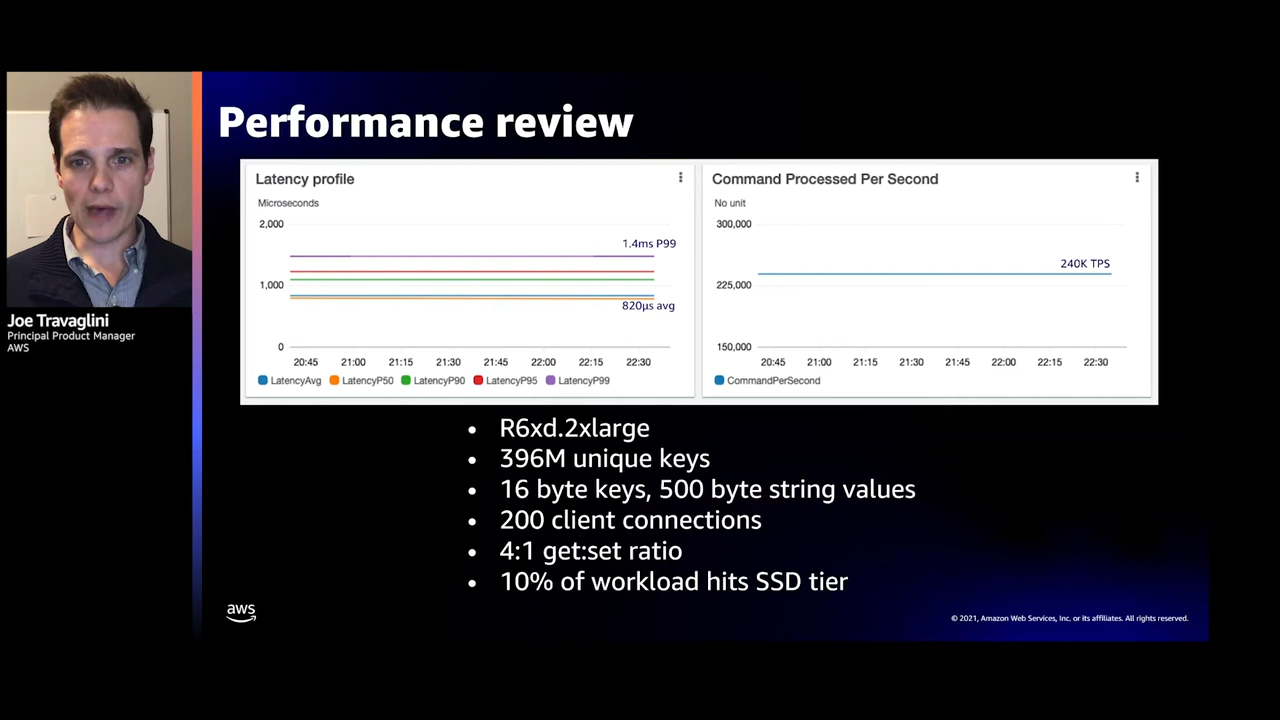 Performance review
Joe Travaglini
Principal Product Manager
AWS
Latency profile
Microseconds
2,000
1,000
0
1.4ms P99
820µs avg
20:45 21:00 21:15 21:30 21:45 22:00 22:15 22:30
LatencyAvg LatencyP50 LatencyP90 LatencyP95 LatencyP99
Command Processed Per Second
No unit
300,000
225,000
150,000
240K TPS
20:45 21:00 21:15 21:30 21:45 22:00 22:15 22:30
CommandPerSecond
• R6xd.2xlarge
• 396M unique keys
• 16 byte keys, 500 byte string values
• 200 client connections
• 4:1 get:set ratio
• 10% of workload hits SSD tier
aws
© 2021, Amazon Web Services, Inc. or its affiliates. All rights reserved.